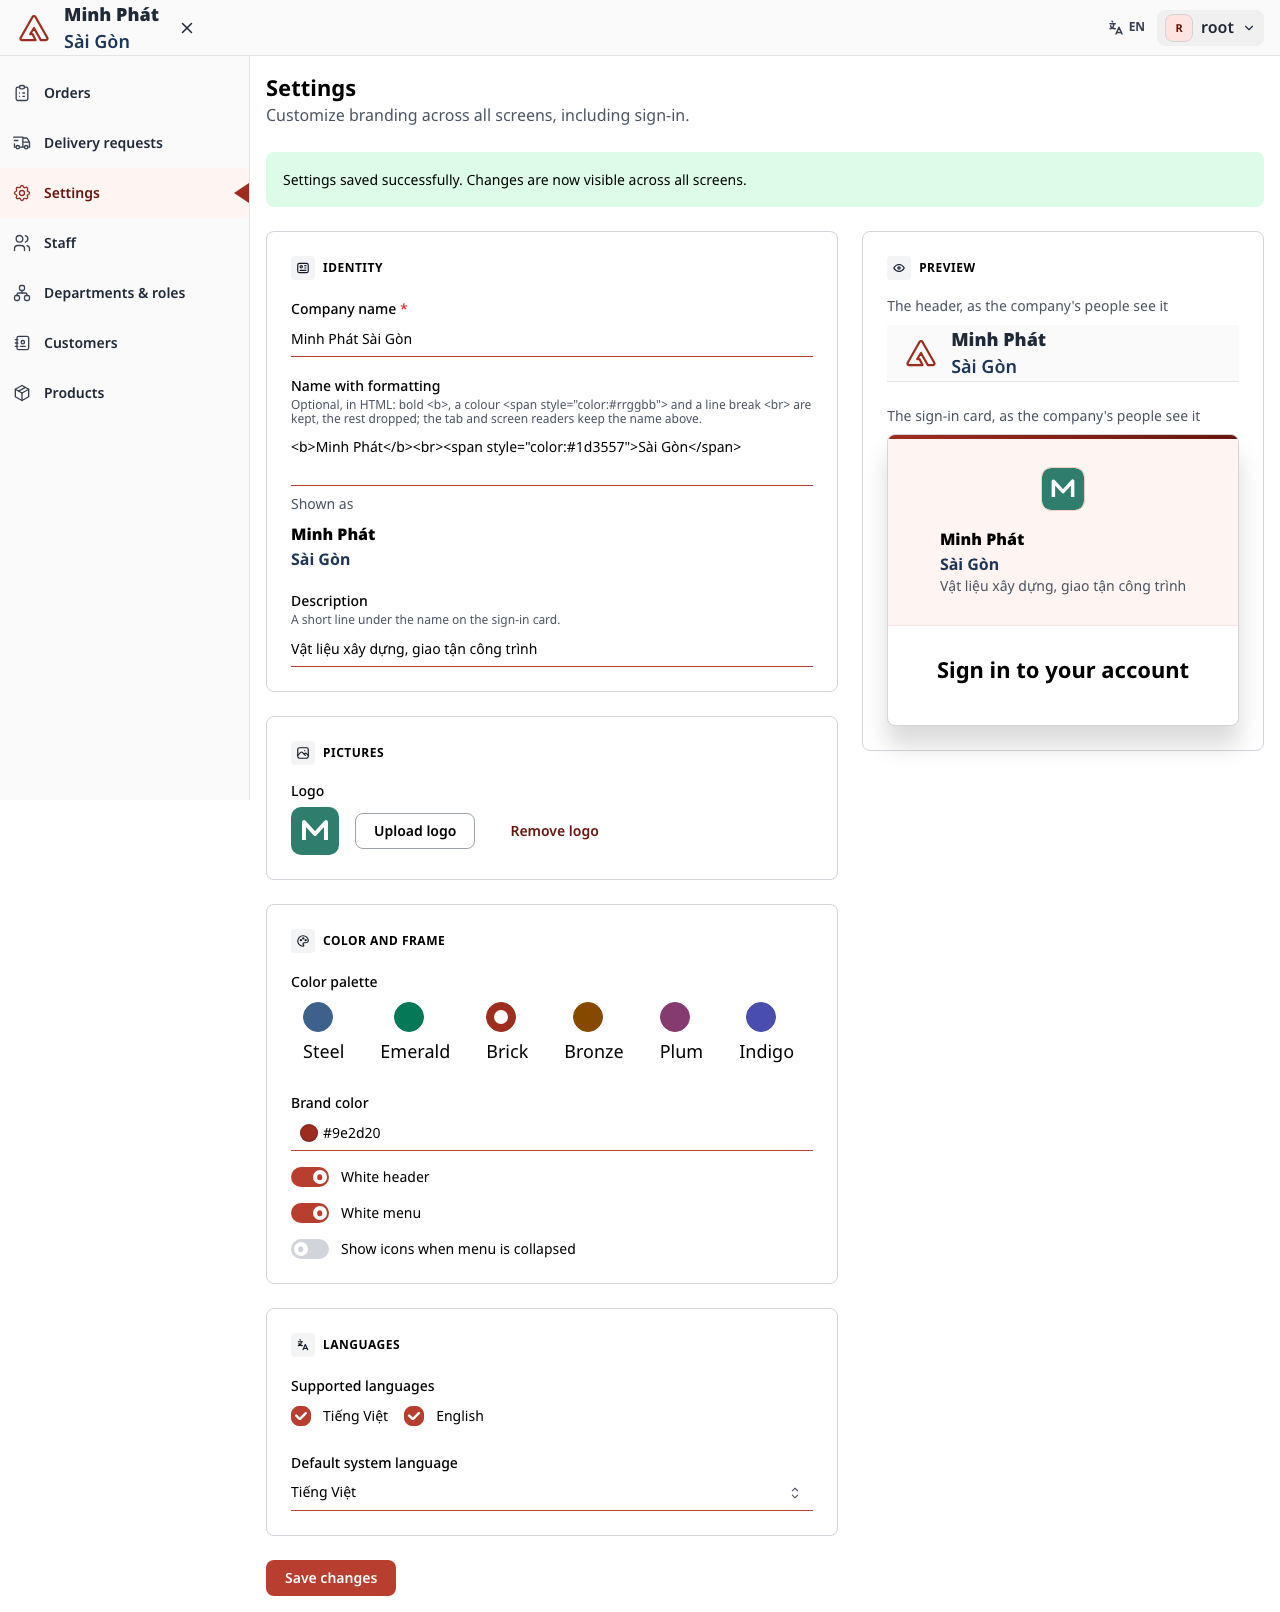 Minh Phát
Sài Gòn
EN
R
root
Orders
Delivery requests
Settings
Staff
Departments & roles
Customers
Products
Settings
Customize branding across all screens, including sign-in.
Settings saved successfully. Changes are now visible across all screens.
IDENTITY
Company name *
Minh Phát Sài Gòn
Name with formatting
Optional, in HTML: bold <b>, a colour <span style="color:#rrggbb"> and a line break <br> are
kept, the rest dropped; the tab and screen readers keep the name above.
<b>Minh Phát</b><br><span style="color:#1d3557">Sài Gòn</span>
Shown as
Minh Phát
Sài Gòn
Description
A short line under the name on the sign-in card.
Vật liệu xây dựng, giao tận công trình
PREVIEW
The header, as the company's people see it
Minh Phát
Sài Gòn
The sign-in card, as the company's people see it
M
Minh Phát
Sài Gòn
Vật liệu xây dựng, giao tận công trình
Sign in to your account
PICTURES
Logo
M
Upload logo
Remove logo
COLOR AND FRAME
Color palette
Steel
Emerald
Brick
Bronze
Plum
Indigo
Brand color
#9e2d20
White header
White menu
Show icons when menu is collapsed
LANGUAGES
Supported languages
Tiếng Việt
English
Default system language
Tiếng Việt
Save changes